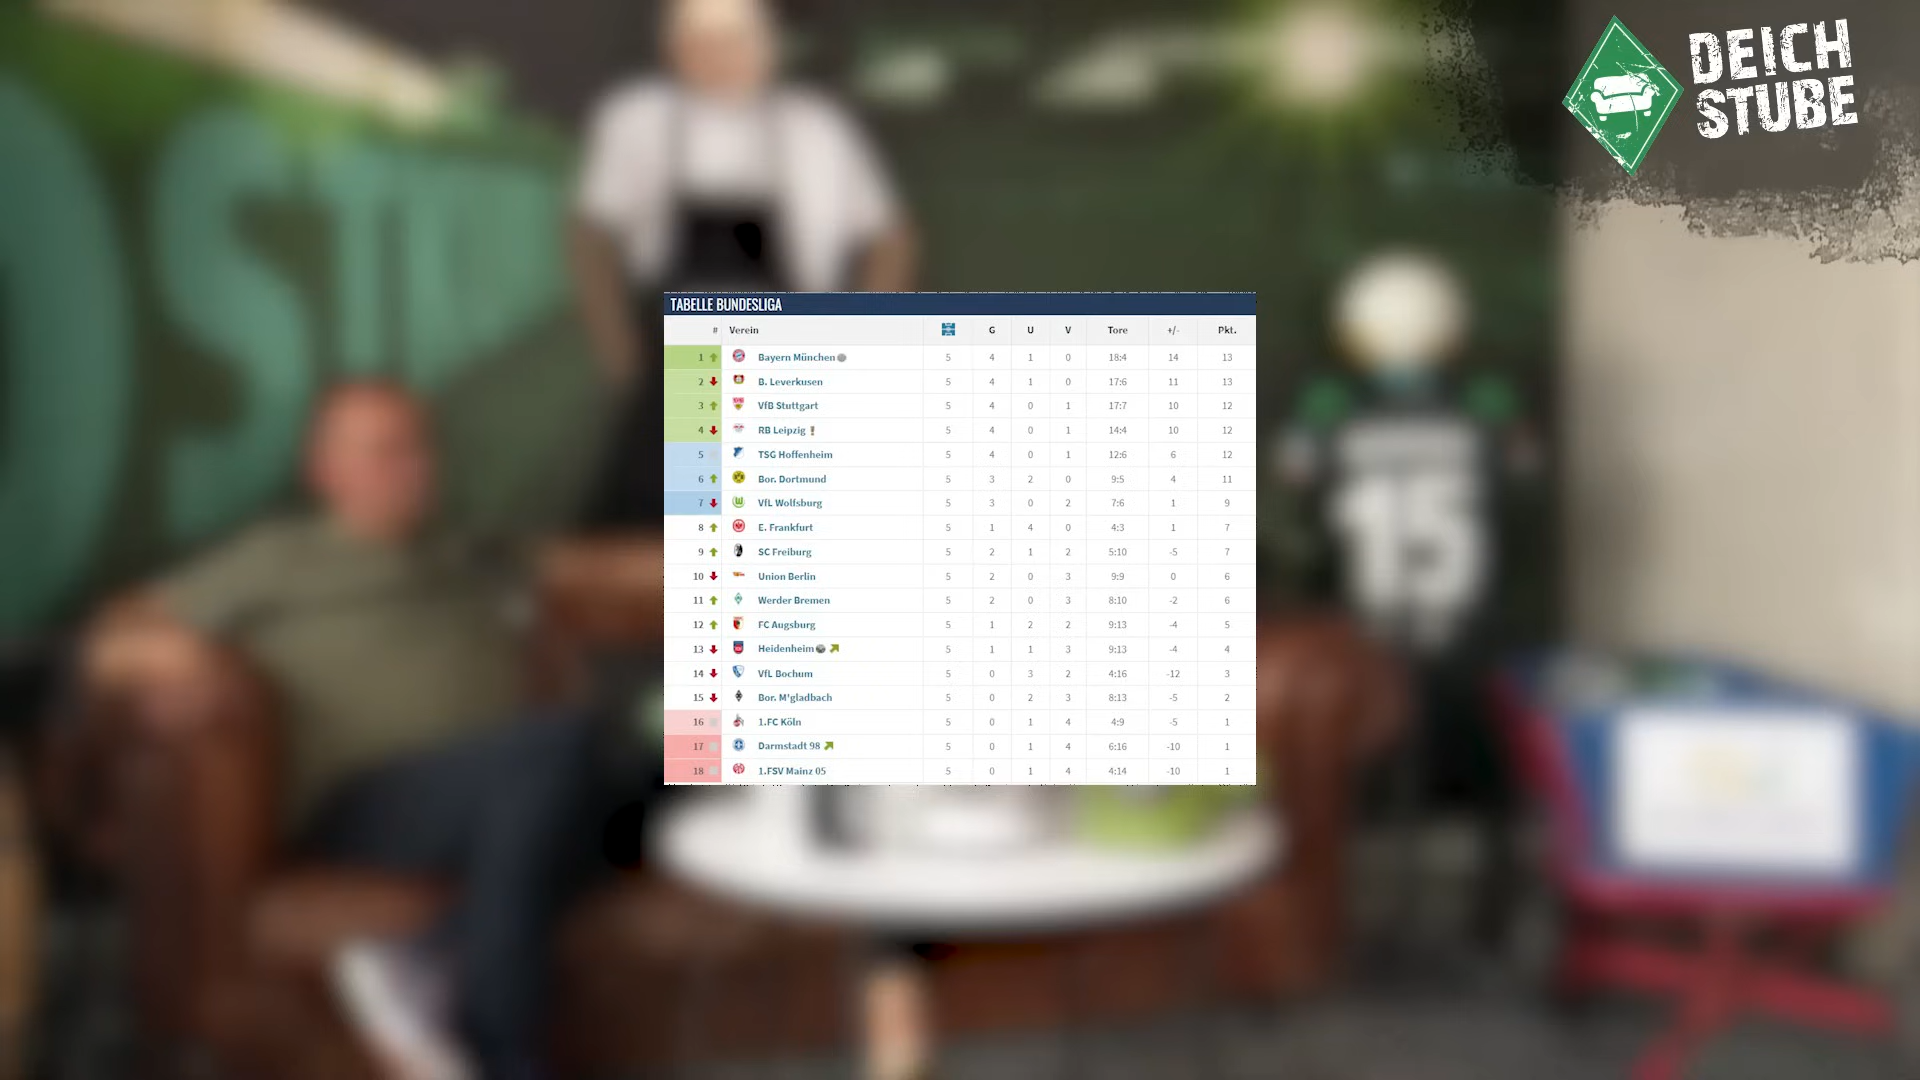 DEICH
STUBE
TABELLE BUNDESLIGA
# Verein G U V Tore +/- Pkt.
1 Bayern München 5 4 1 0 18:4 14 13
2 B. Leverkusen 5 4 1 0 17:6 11 13
3 VfB Stuttgart 5 4 0 1 17:7 10 12
4 RB Leipzig 5 4 0 1 14:4 10 12
5 TSG Hoffenheim 5 4 0 1 12:6 6 12
6 Bor. Dortmund 5 3 2 0 9:5 4 11
7 VfL Wolfsburg 5 3 0 2 7:6 1 9
8 E. Frankfurt 5 1 4 0 4:3 1 7
9 SC Freiburg 5 2 1 2 5:10 -5 7
10 Union Berlin 5 2 0 3 9:9 0 6
11 Werder Bremen 5 2 0 3 8:10 -2 6
12 FC Augsburg 5 1 2 2 9:13 -4 5
13 Heidenheim 5 1 1 3 9:13 -4 4
14 VfL Bochum 5 0 3 2 4:16 -12 3
15 Bor. M'gladbach 5 0 2 3 8:13 -5 2
16 1.FC Köln 5 0 1 4 4:9 -5 1
17 Darmstadt 98 5 0 1 4 6:16 -10 1
18 1.FSV Mainz 05 5 0 1 4 4:14 -10 1
15